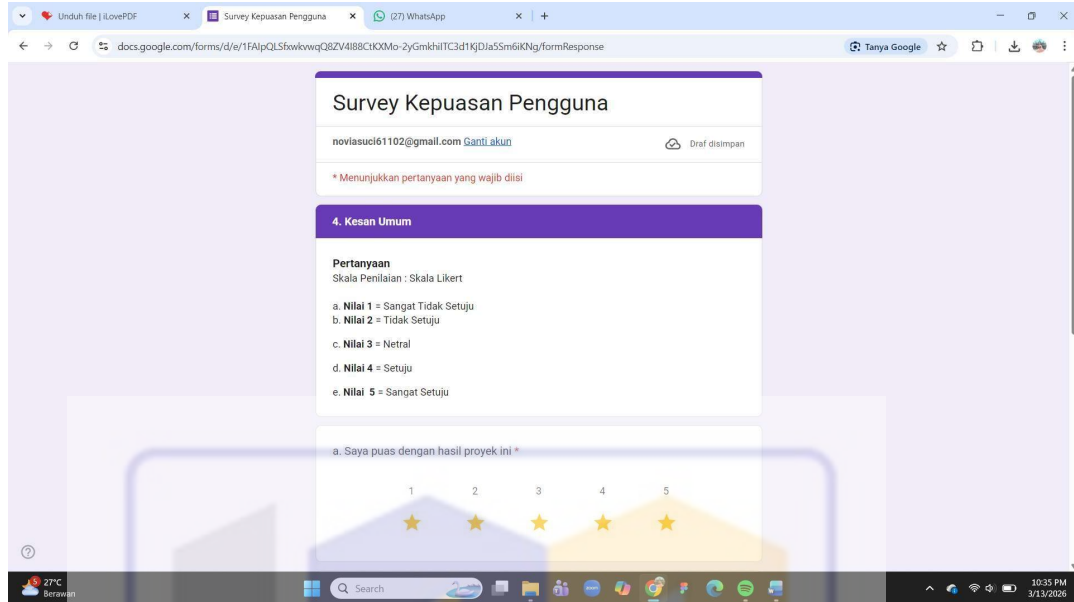 Unduh file | iLovePDF
Survey Kepuasan Pengguna
(27) WhatsApp
docs.google.com/forms/d/e/1FAIpQLSfxwkvwqQ8ZV4I88CtKXMo-2yGmkhiITC3d1KjDJa5Sm6iKNg/formResponse
Tanya Google
Survey Kepuasan Pengguna
noviasuci61102@gmail.com Ganti akun
Draf disimpan
* Menunjukkan pertanyaan yang wajib diisi
4. Kesan Umum
Pertanyaan
Skala Penilaian : Skala Likert
a. Nilai 1 = Sangat Tidak Setuju
b. Nilai 2 = Tidak Setuju
c. Nilai 3 = Netral
d. Nilai 4 = Setuju
e. Nilai 5 = Sangat Setuju
a. Saya puas dengan hasil proyek ini *
1 2 3 4 5
5
27°C
Berawan
Search
10:35 PM
3/13/2026